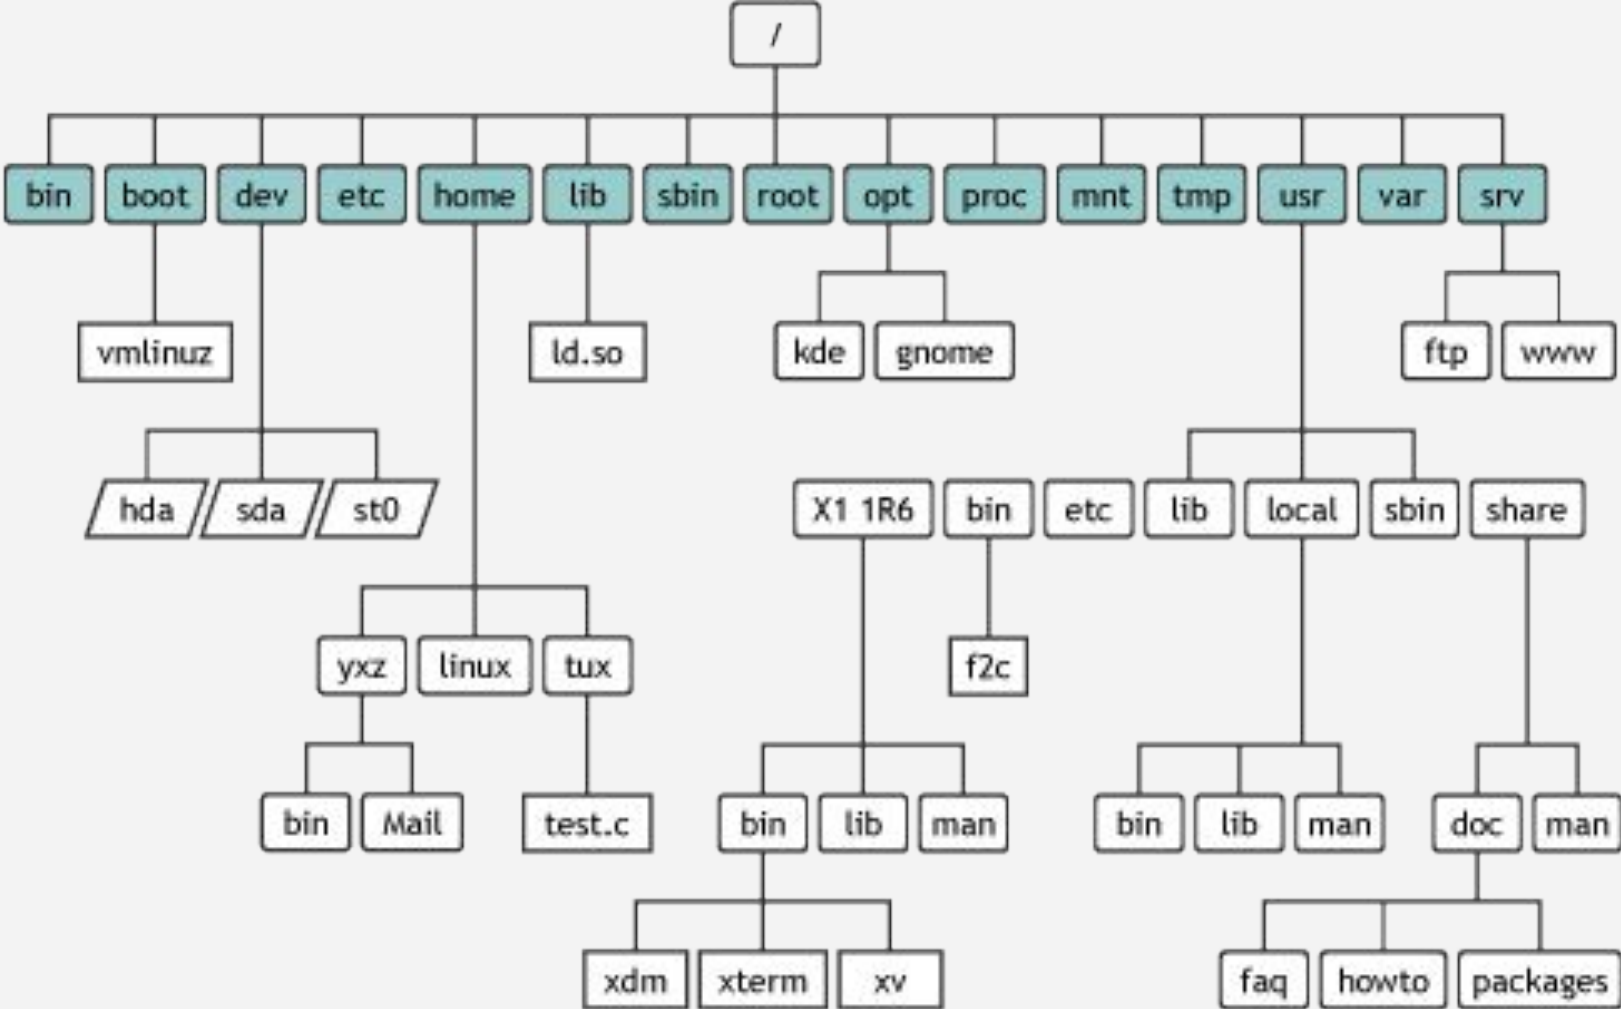 /
bin boot dev etc home lib sbin root opt proc mnt tmp usr var srv
vmlinuz ld.so kde gnome ftp www
hda sda st0 X1 1R6 bin etc lib local sbin share
yxz linux tux f2c
bin Mail test.c bin lib man bin lib man doc man
xdm xterm xv faq howto packages